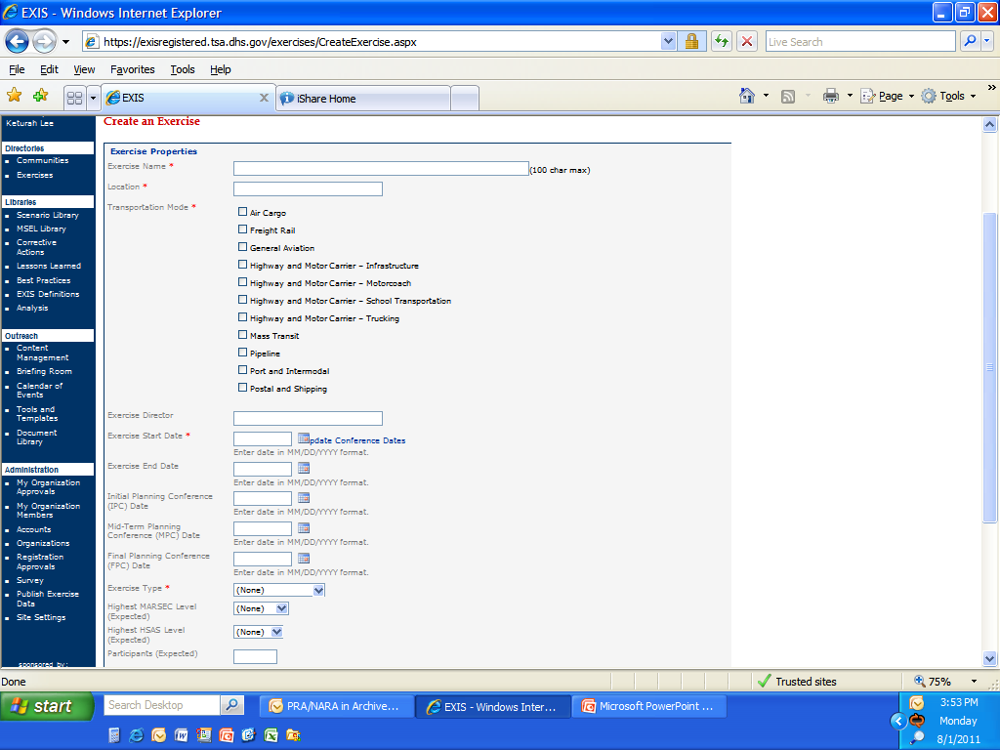 EXIS - Windows Internet Explorer
https://exisregistered.tsa.dhs.gov/exercises/CreateExercise.aspx
Live Search
File Edit View Favorites Tools Help
EXIS
iShare Home
Page
Tools
Keturah Lee
Directories
Communities
Exercises
Libraries
Scenario Library
MSEL Library
Corrective
Actions
Lessons Learned
Best Practices
EXIS Definitions
Analysis
Outreach
Content
Management
Briefing Room
Calendar of
Events
Tools and
Templates
Document
Library
Administration
My Organization
Approvals
My Organization
Members
Accounts
Organizations
Registration
Approvals
Survey
Publish Exercise
Data
Site Settings
sponsored by:
Create an Exercise
Exercise Properties
Exercise Name *
(100 char max)
Location *
Transportation Mode *
Air Cargo
Freight Rail
General Aviation
Highway and Motor Carrier – Infrastructure
Highway and Motor Carrier – Motorcoach
Highway and Motor Carrier – School Transportation
Highway and Motor Carrier – Trucking
Mass Transit
Pipeline
Port and Intermodal
Postal and Shipping
Exercise Director
Exercise Start Date *
pdate Conference Dates
Enter date in MM/DD/YYYY format.
Exercise End Date
Enter date in MM/DD/YYYY format.
Initial Planning Conference
(IPC) Date
Enter date in MM/DD/YYYY format.
Mid-Term Planning
Conference (MPC) Date
Enter date in MM/DD/YYYY format.
Final Planning Conference
(FPC) Date
Enter date in MM/DD/YYYY format.
Exercise Type *
(None)
Highest MARSEC Level
(Expected)
(None)
Highest HSAS Level
(Expected)
(None)
Participants (Expected)
Done
Trusted sites
75%
start
Search Desktop
PRA/NARA in Archive...
EXIS - Windows Inter...
Microsoft PowerPoint ...
3:53 PM
Monday
8/1/2011